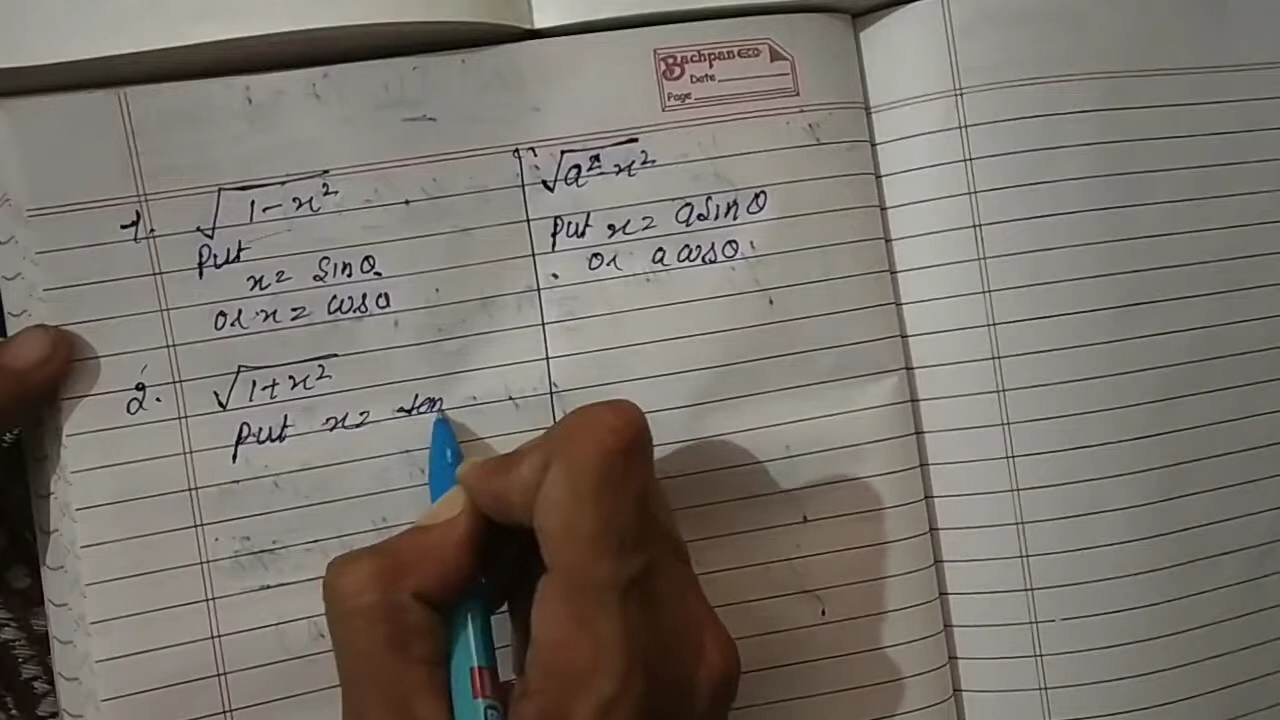 Bachpan
Date
Page
1. √1-x²
Put
x = Sinθ
or x = cosθ
√a²-x²
Put x = a Sinθ
or a cosθ
2. √1+x²
Put x = tan